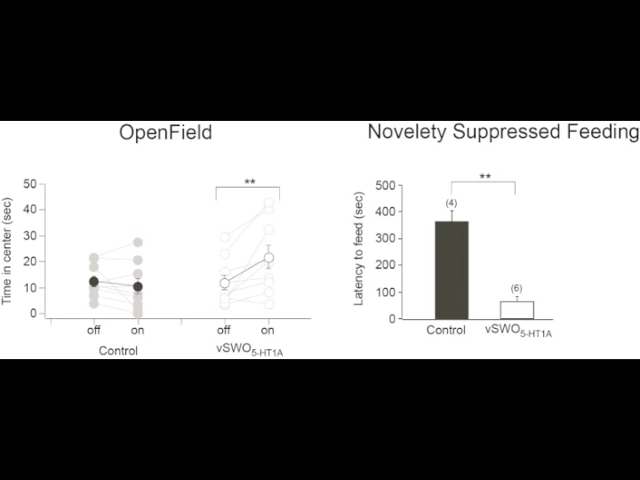 OpenField
Novelety Suppressed Feeding
Time in center (sec)
50
40
30
20
10
0
**
off
on
off
on
Control
vSWO5-HT1A
Latency to feed (sec)
500
400
300
200
100
0
**
(4)
(6)
Control
vSWO5-HT1A